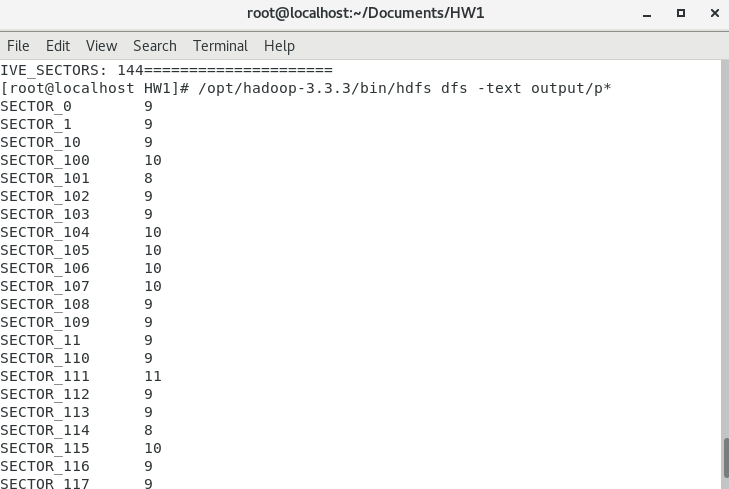 root@localhost:~/Documents/HW1
File Edit View Search Terminal Help
IVE_SECTORS: 144=====================
[root@localhost HW1]# /opt/hadoop-3.3.3/bin/hdfs dfs -text output/p*
SECTOR_0 9
SECTOR_1 9
SECTOR_10 9
SECTOR_100 10
SECTOR_101 8
SECTOR_102 9
SECTOR_103 9
SECTOR_104 10
SECTOR_105 10
SECTOR_106 10
SECTOR_107 10
SECTOR_108 9
SECTOR_109 9
SECTOR_11 9
SECTOR_110 9
SECTOR_111 11
SECTOR_112 9
SECTOR_113 9
SECTOR_114 8
SECTOR_115 10
SECTOR_116 9
SECTOR_117 9